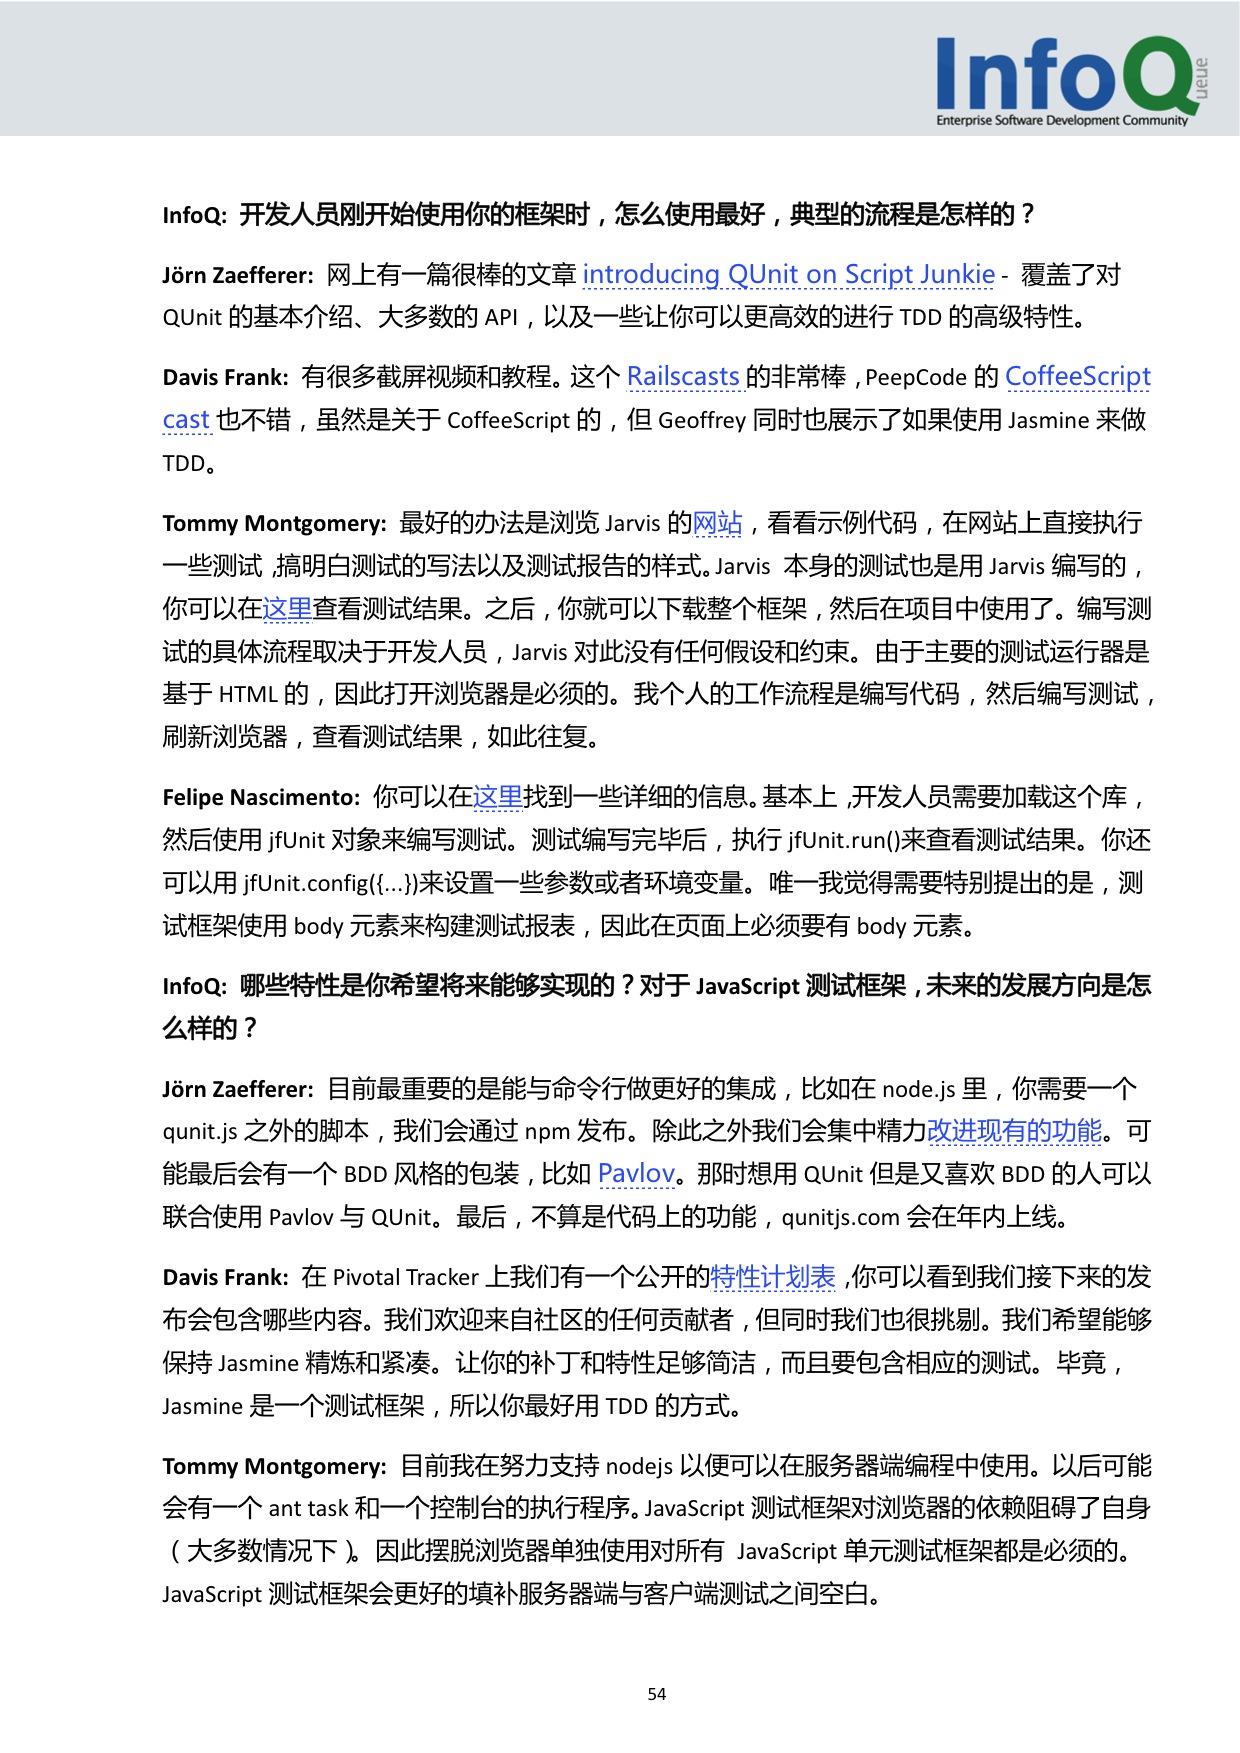 InfoQueue
Enterprise Software Development Community
InfoQ: 开发人员刚开始使用你的框架时，怎么使用最好，典型的流程是怎样的？
Jörn Zaefferer: 网上有一篇很棒的文章 introducing QUnit on Script Junkie - 覆盖了对
QUnit 的基本介绍、大多数的 API，以及一些让你可以更高效的进行 TDD 的高级特性。
Davis Frank: 有很多截屏视频和教程。这个 Railscasts 的非常棒，PeepCode 的 CoffeeScript
cast 也不错，虽然是关于 CoffeeScript 的，但 Geoffrey 同时也展示了如果使用 Jasmine 来做
TDD。
Tommy Montgomery: 最好的办法是浏览 Jarvis 的网站，看看示例代码，在网站上直接执行
一些测试，搞明白测试的写法以及测试报告的样式。Jarvis 本身的测试也是用 Jarvis 编写的，
你可以在这里查看测试结果。之后，你就可以下载整个框架，然后在项目中使用了。编写测
试的具体流程取决于开发人员，Jarvis 对此没有任何假设和约束。由于主要的测试运行器是
基于 HTML 的，因此打开浏览器是必须的。我个人的工作流程是编写代码，然后编写测试，
刷新浏览器，查看测试结果，如此往复。
Felipe Nascimento: 你可以在这里找到一些详细的信息。基本上，开发人员需要加载这个库，
然后使用 jfUnit 对象来编写测试。测试编写完毕后，执行 jfUnit.run()来查看测试结果。你还
可以用 jfUnit.config({...})来设置一些参数或者环境变量。唯一我觉得需要特别提出的是，测
试框架使用 body 元素来构建测试报表，因此在页面上必须要有 body 元素。
InfoQ: 哪些特性是你希望将来能够实现的？对于 JavaScript 测试框架，未来的发展方向是怎
么样的？
Jörn Zaefferer: 目前最重要的是能与命令行做更好的集成，比如在 node.js 里，你需要一个
qunit.js 之外的脚本，我们会通过 npm 发布。除此之外我们会集中精力改进现有的功能。可
能最后会有一个 BDD 风格的包装，比如 Pavlov。那时想用 QUnit 但是又喜欢 BDD 的人可以
联合使用 Pavlov 与 QUnit。最后，不算是代码上的功能，qunitjs.com 会在年内上线。
Davis Frank: 在 Pivotal Tracker 上我们有一个公开的特性计划表，你可以看到我们接下来的发
布会包含哪些内容。我们欢迎来自社区的任何贡献者，但同时我们也很挑剔。我们希望能够
保持 Jasmine 精炼和紧凑。让你的补丁和特性足够简洁，而且要包含相应的测试。毕竟，
Jasmine 是一个测试框架，所以你最好用 TDD 的方式。
Tommy Montgomery: 目前我在努力支持 nodejs 以便可以在服务器端编程中使用。以后可能
会有一个 ant task 和一个控制台的执行程序。JavaScript 测试框架对浏览器的依赖阻碍了自身
（大多数情况下）。因此摆脱浏览器单独使用对所有 JavaScript 单元测试框架都是必须的。
JavaScript 测试框架会更好的填补服务器端与客户端测试之间空白。
54